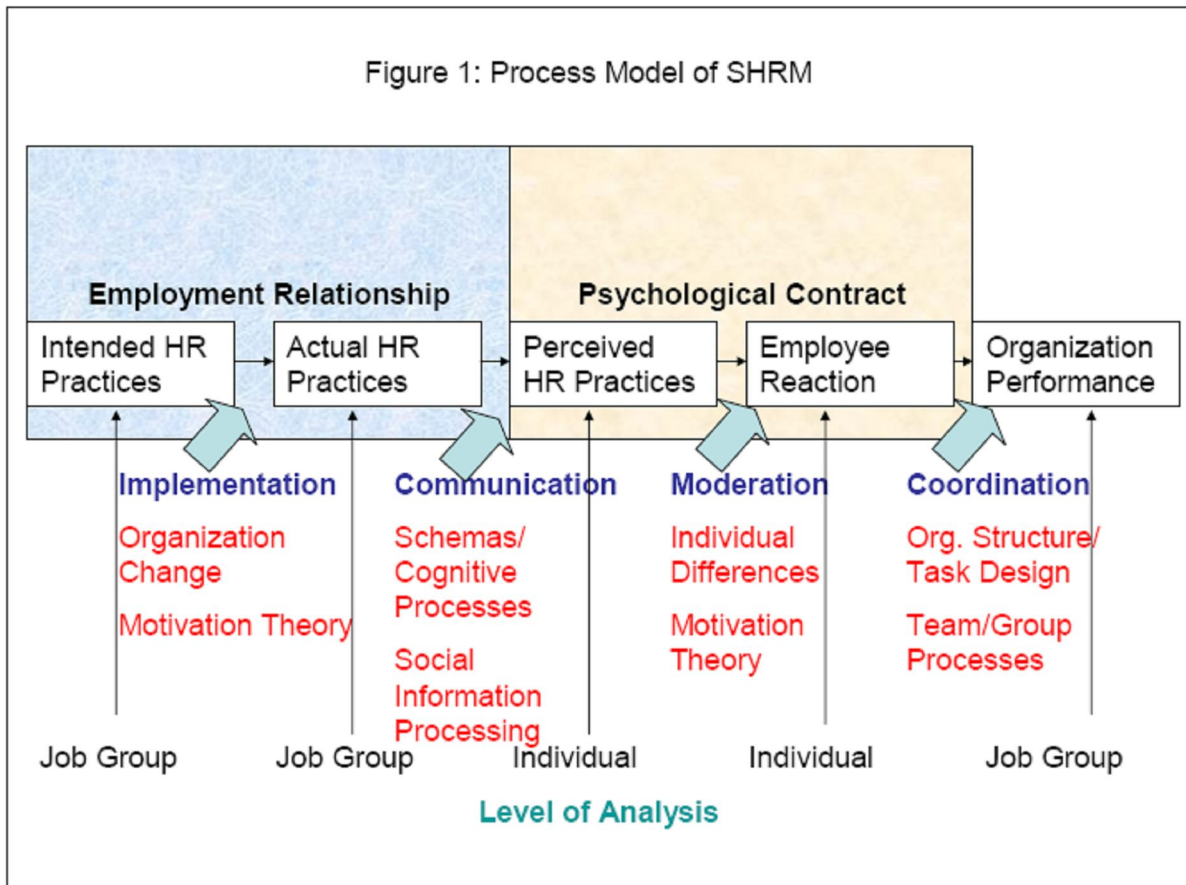 Figure 1: Process Model of SHRM
Employment Relationship
Psychological Contract
Intended HR
Practices
Actual HR
Practices
Perceived
HR Practices
Employee
Reaction
Organization
Performance
Implementation
Organization
Change
Motivation Theory
Communication
Schemas/
Cognitive
Processes
Social
Information
Processing
Moderation
Individual
Differences
Motivation
Theory
Coordination
Org. Structure/
Task Design
Team/Group
Processes
Job Group
Job Group
Individual
Individual
Job Group
Level of Analysis